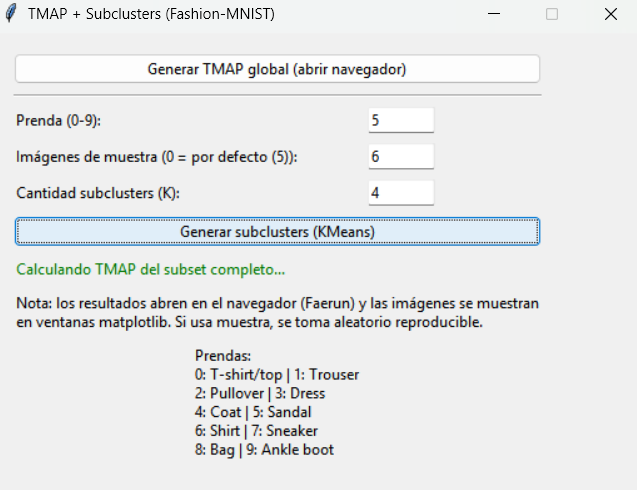 TMAP + Subclusters (Fashion-MNIST)
Generar TMAP global (abrir navegador)
Prenda (0-9): 5
Imágenes de muestra (0 = por defecto (5)): 6
Cantidad subclusters (K): 4
Generar subclusters (KMeans)
Calculando TMAP del subset completo...
Nota: los resultados abren en el navegador (Faerun) y las imágenes se muestran
en ventanas matplotlib. Si usa muestra, se toma aleatorio reproducible.
Prendas:
0: T-shirt/top | 1: Trouser
2: Pullover | 3: Dress
4: Coat | 5: Sandal
6: Shirt | 7: Sneaker
8: Bag | 9: Ankle boot